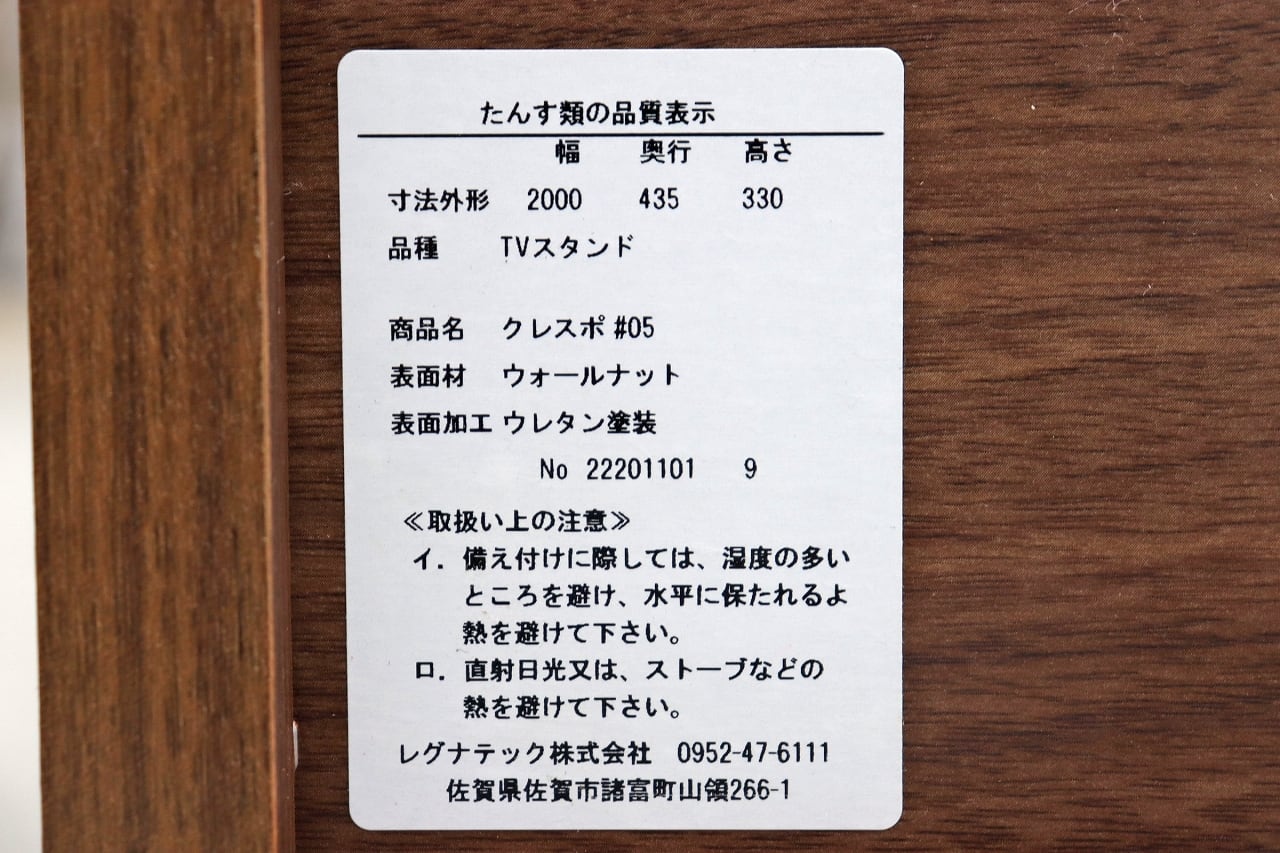 たんす類の品質表示
幅 奥行 高さ
寸法外形 2000 435 330
品種 TVスタンド
商品名 クレスポ #05
表面材 ウォールナット
表面加工 ウレタン塗装
No 22201101 9
≪取扱い上の注意≫
イ．備え付けに際しては、湿度の多い
ところを避け、水平に保たれるよ
熱を避けて下さい。
ロ．直射日光又は、ストーブなどの
熱を避けて下さい。
レグナテック株式会社 0952-47-6111
佐賀県佐賀市諸富町山領266-1